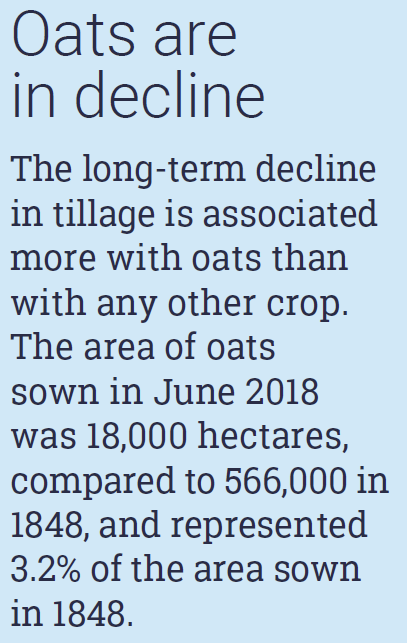 Oats are
in decline
The long-term decline
in tillage is associated
more with oats than
with any other crop.
The area of oats
sown in June 2018
was 18,000 hectares,
compared to 566,000 in
1848, and represented
3.2% of the area sown
in 1848.